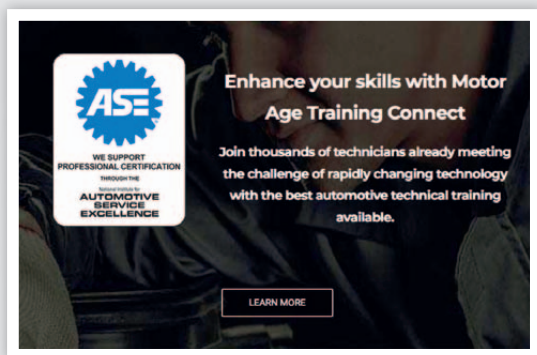 ASE
WE SUPPORT
PROFESSIONAL CERTIFICATION
THROUGH THE
National Institute for
AUTOMOTIVE
SERVICE
EXCELLENCE
Enhance your skills with Motor
Age Training Connect
Join thousands of technicians already meeting
the challenge of rapidly changing technology
with the best automotive technical training
available.
LEARN MORE